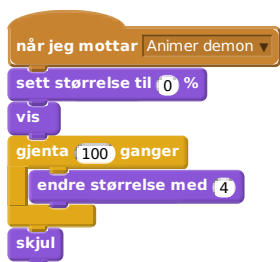 når jeg mottar Animer demon
sett størrelse til 0 %
vis
gjenta 100 ganger
endre størrelse med 4
skjul